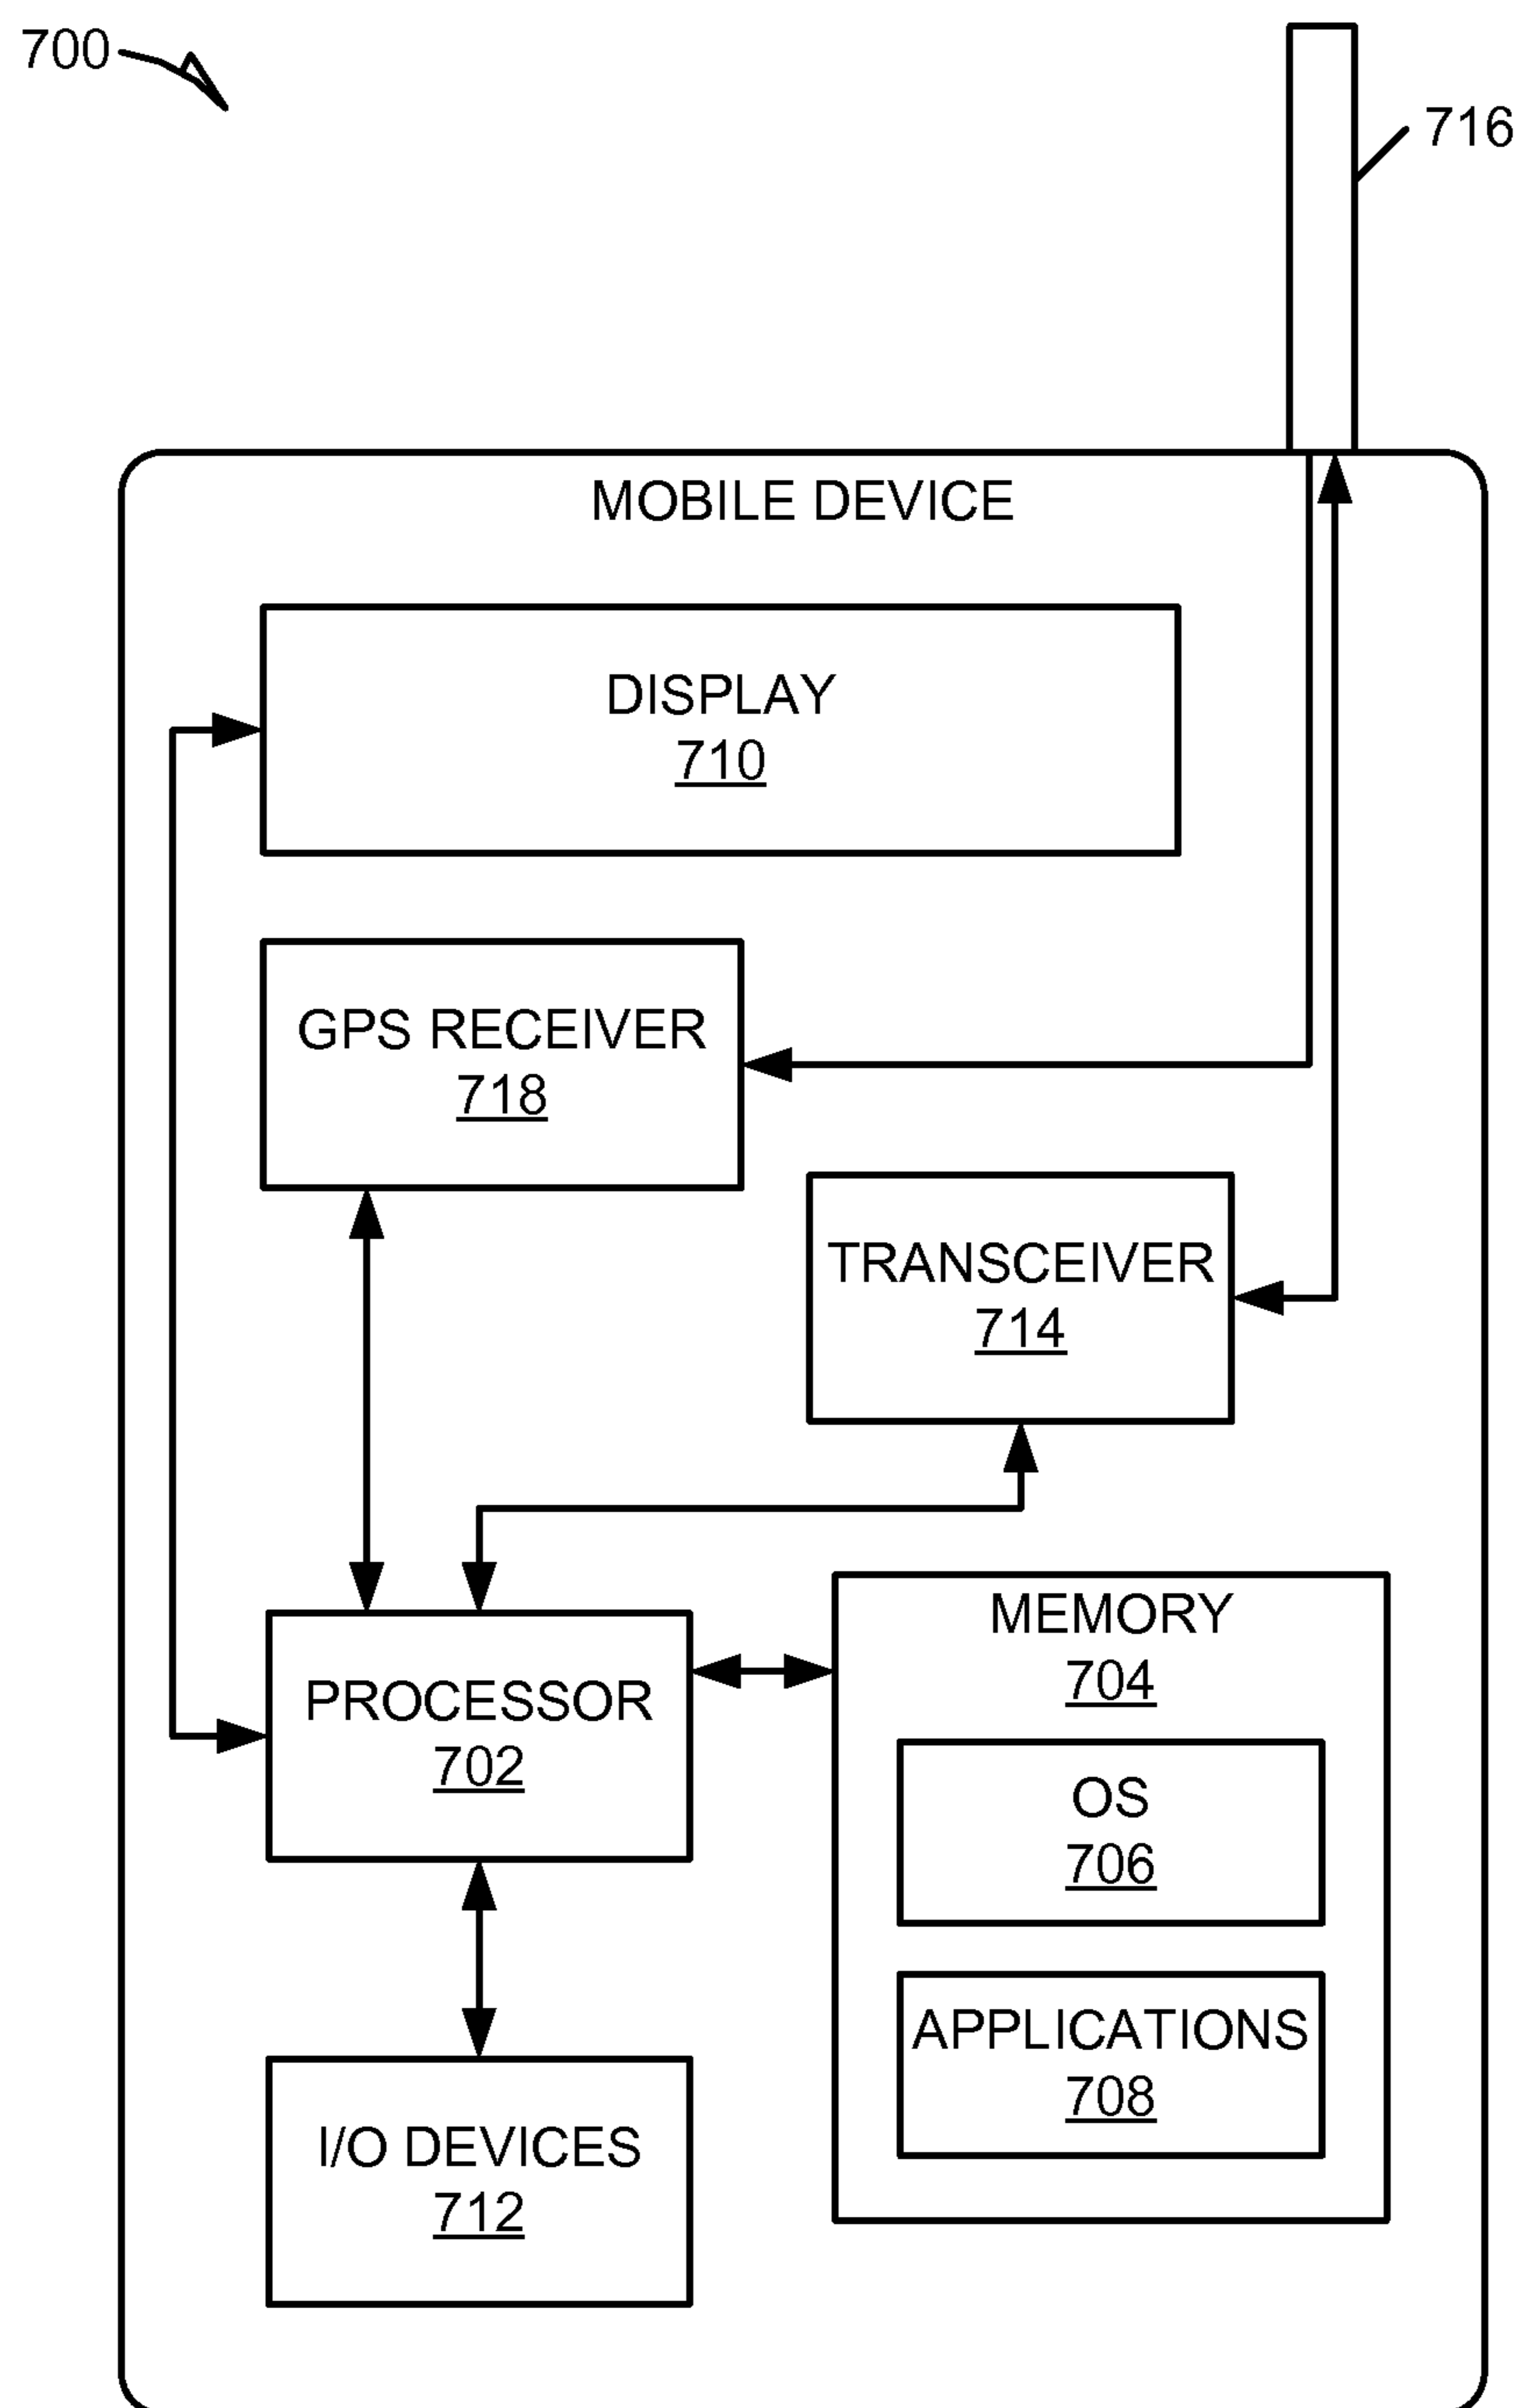 700
716
MOBILE DEVICE
DISPLAY
710
GPS RECEIVER
718
TRANSCEIVER
714
PROCESSOR
702
MEMORY
704
OS
706
APPLICATIONS
708
I/O DEVICES
712